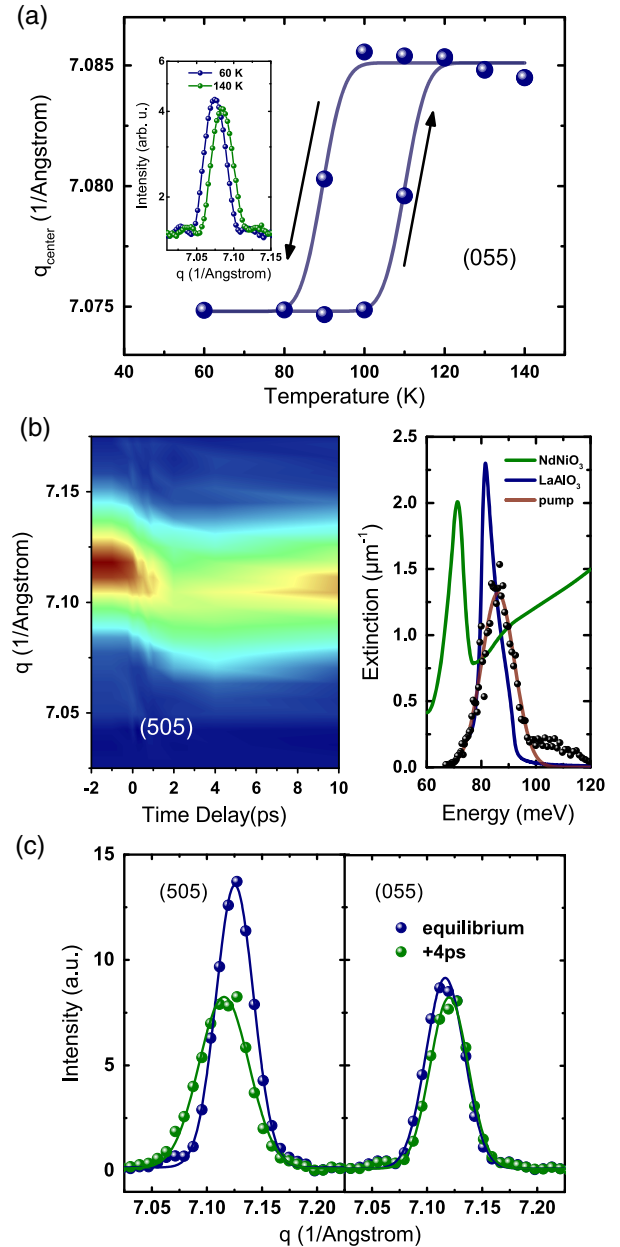 (a)
7.085
7.080
7.075
q_center (1/Angstrom)
6
4
2
Intensity (arb. u.)
60 K
140 K
7.05 7.10 7.15
q (1/Angstrom)
(055)
40 60 80 100 120 140
Temperature (K)
(b)
7.15
7.10
7.05
q (1/Angstrom)
(505)
-2 0 2 4 6 8 10
Time Delay(ps)
2.5
2.0
1.5
1.0
0.5
0.0
Extinction (μm⁻¹)
NdNiO₃
LaAlO₃
pump
60 80 100 120
Energy (meV)
(c)
15
10
5
0
Intensity (a.u.)
(505)
(055)
equilibrium
+4ps
7.05 7.10 7.15 7.20 7.05 7.10 7.15 7.20
q (1/Angstrom)